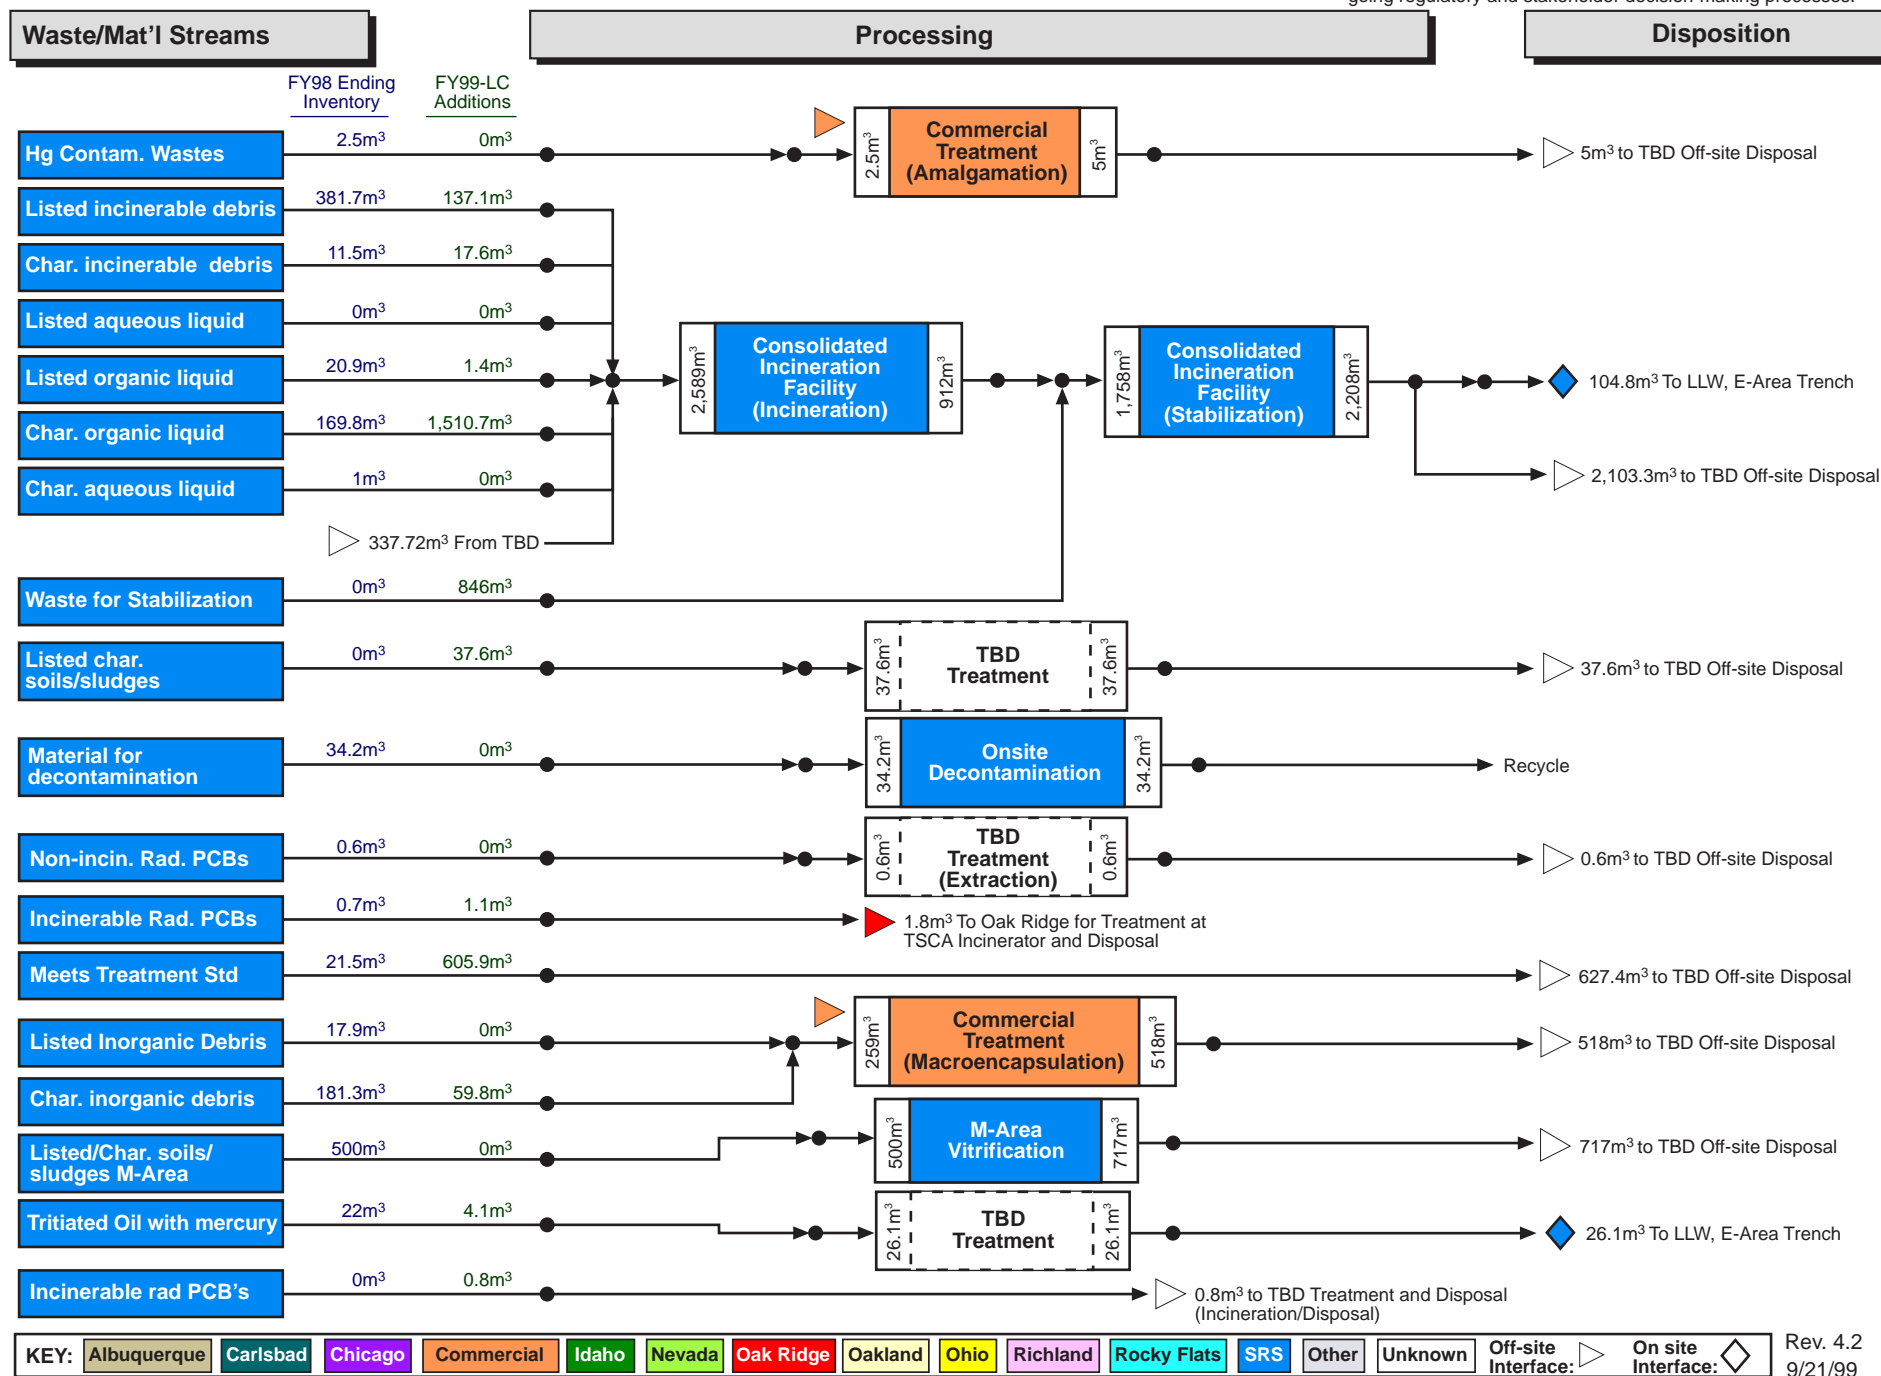 going regulatory and stakeholder decision making processes.
Waste/Mat'l Streams
Processing
Disposition
FY98 Ending
Inventory
FY99-LC
Additions
Hg Contam. Wastes
2.5m³
0m³
2.5m³
Commercial
Treatment
(Amalgamation)
5m³
5m³ to TBD Off-site Disposal
Listed incinerable debris
381.7m³
137.1m³
Char. incinerable debris
11.5m³
17.6m³
Listed aqueous liquid
0m³
0m³
Listed organic liquid
20.9m³
1.4m³
Char. organic liquid
169.8m³
1,510.7m³
Char. aqueous liquid
1m³
0m³
337.72m³ From TBD
2,589m³
Consolidated
Incineration
Facility
(Incineration)
912m³
1,758m³
Consolidated
Incineration
Facility
(Stabilization)
2,208m³
104.8m³ To LLW, E-Area Trench
2,103.3m³ to TBD Off-site Disposal
Waste for Stabilization
0m³
846m³
Listed char.
soils/sludges
0m³
37.6m³
37.6m³
TBD
Treatment
37.6m³
37.6m³ to TBD Off-site Disposal
Material for
decontamination
34.2m³
0m³
34.2m³
Onsite
Decontamination
34.2m³
Recycle
Non-incin. Rad. PCBs
0.6m³
0m³
0.6m³
TBD
Treatment
(Extraction)
0.6m³
0.6m³ to TBD Off-site Disposal
Incinerable Rad. PCBs
0.7m³
1.1m³
1.8m³ To Oak Ridge for Treatment at
TSCA Incinerator and Disposal
Meets Treatment Std
21.5m³
605.9m³
627.4m³ to TBD Off-site Disposal
Listed Inorganic Debris
17.9m³
0m³
259m³
Commercial
Treatment
(Macroencapsulation)
518m³
518m³ to TBD Off-site Disposal
Char. inorganic debris
181.3m³
59.8m³
Listed/Char. soils/
sludges M-Area
500m³
0m³
500m³
M-Area
Vitrification
717m³
717m³ to TBD Off-site Disposal
Tritiated Oil with mercury
22m³
4.1m³
26.1m³
TBD
Treatment
26.1m³
26.1m³ To LLW, E-Area Trench
Incinerable rad PCB's
0m³
0.8m³
0.8m³ to TBD Treatment and Disposal
(Incineration/Disposal)
KEY: Albuquerque Carlsbad Chicago Commercial Idaho Nevada Oak Ridge Oakland Ohio Richland Rocky Flats SRS Other Unknown
Off-site
Interface:
On site
Interface:
Rev. 4.2
9/21/99